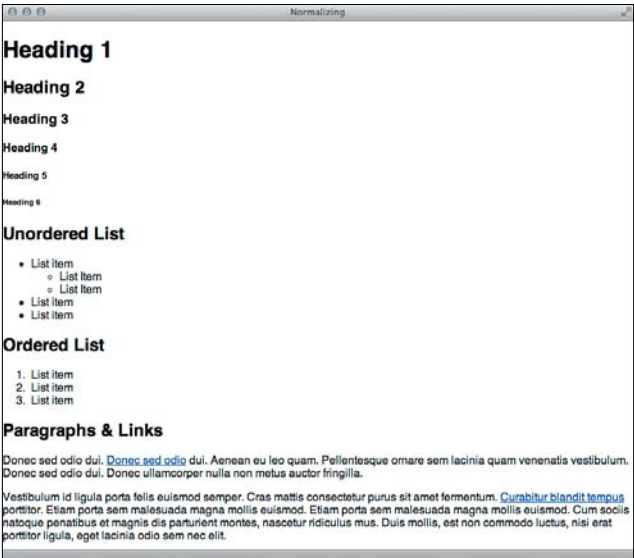 Normalizing
Heading 1
Heading 2
Heading 3
Heading 4
Heading 5
Heading 6
Unordered List
• List item
◦ List Item
◦ List Item
• List item
• List item
Ordered List
1. List item
2. List item
3. List item
Paragraphs & Links
Donec sed odio dui. Donec sed odio dui. Aenean eu leo quam. Pellentesque ornare sem lacinia quam venenatis vestibulum.
Donec sed odio dui. Donec ullamcorper nulla non metus auctor fringilla.
Vestibulum id ligula porta felis euismod semper. Cras mattis consectetur purus sit amet fermentum. Curabitur blandit tempus
porttitor. Etiam porta sem malesuada magna mollis euismod. Etiam porta sem malesuada magna mollis euismod. Cum sociis
natoque penatibus et magnis dis parturient montes, nascetur ridiculus mus. Duis mollis, est non commodo luctus, nisi erat
porttitor ligula, eget lacinia odio sem nec elit.